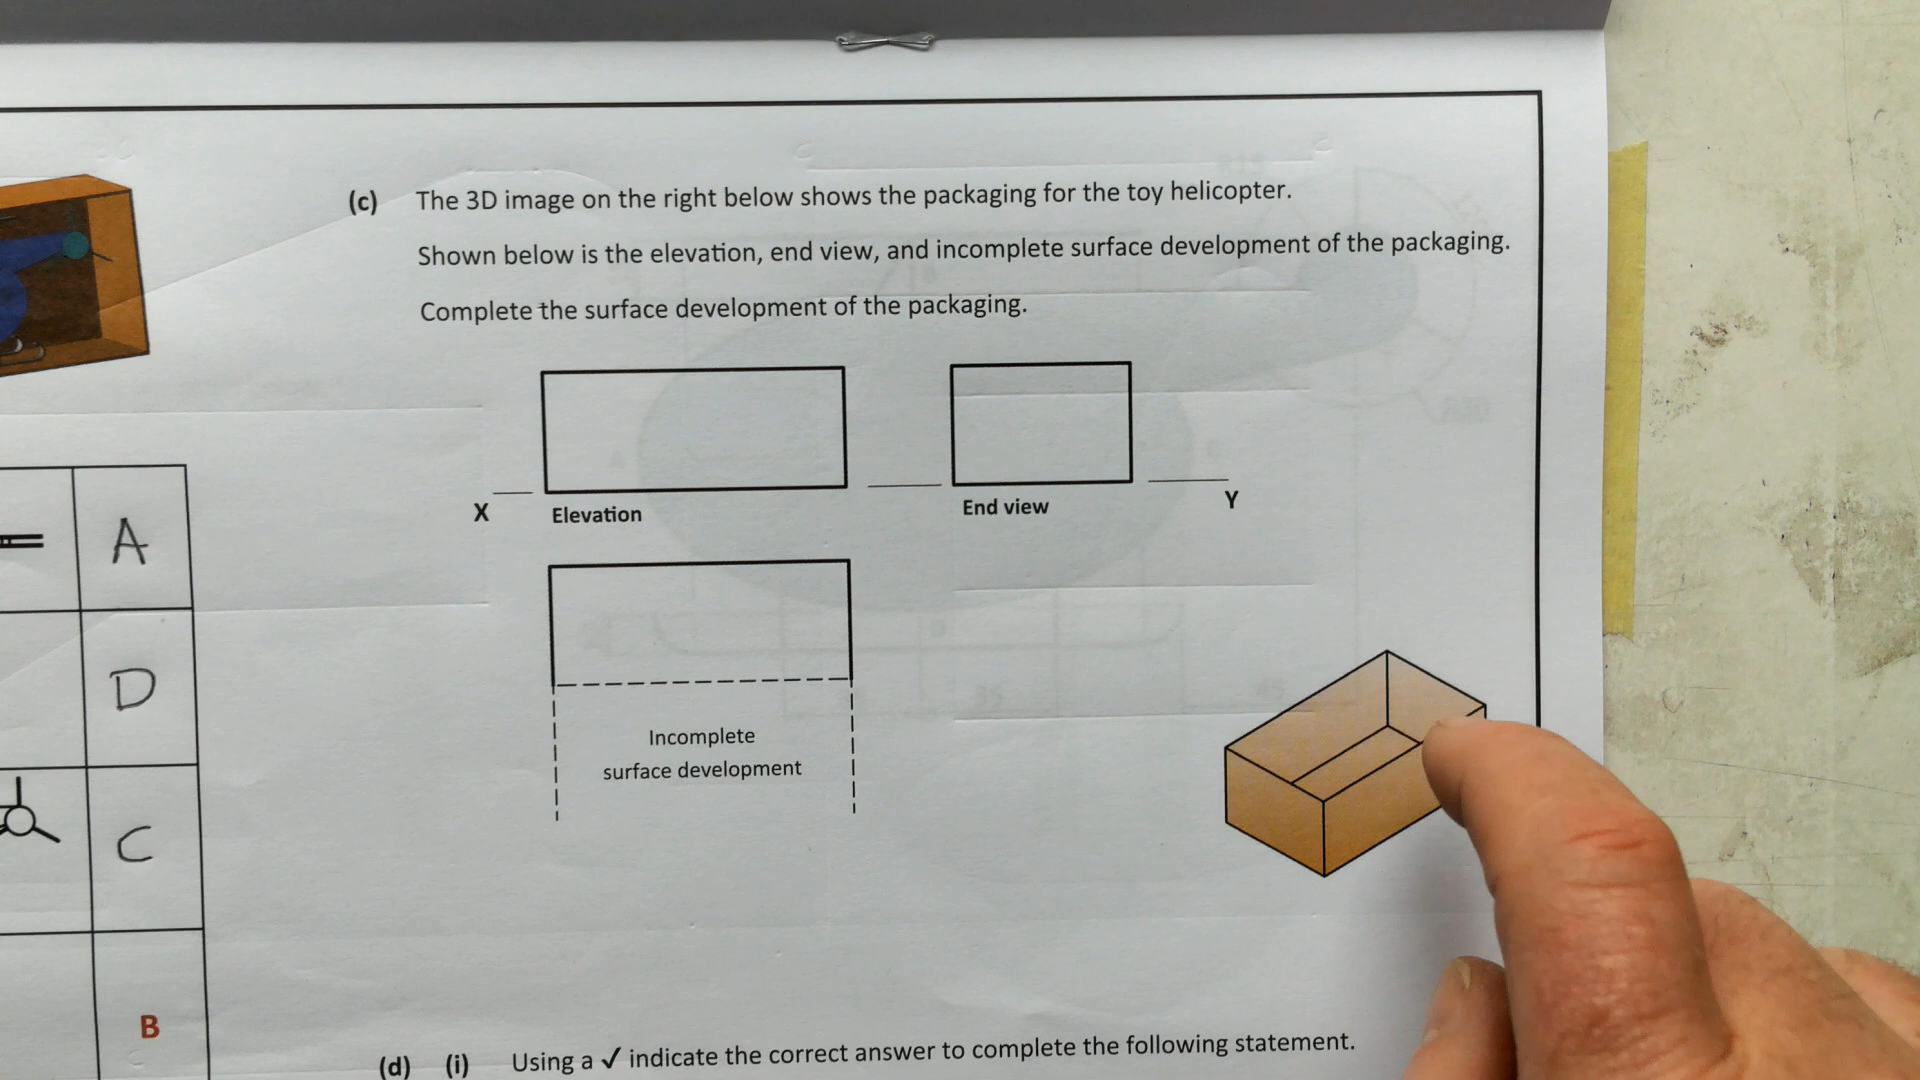 (c) The 3D image on the right below shows the packaging for the toy helicopter.
Shown below is the elevation, end view, and incomplete surface development of the packaging.
Complete the surface development of the packaging.
X Elevation End view Y
A
D
Incomplete
surface development
C
B
(d) (i) Using a ✓ indicate the correct answer to complete the following statement.